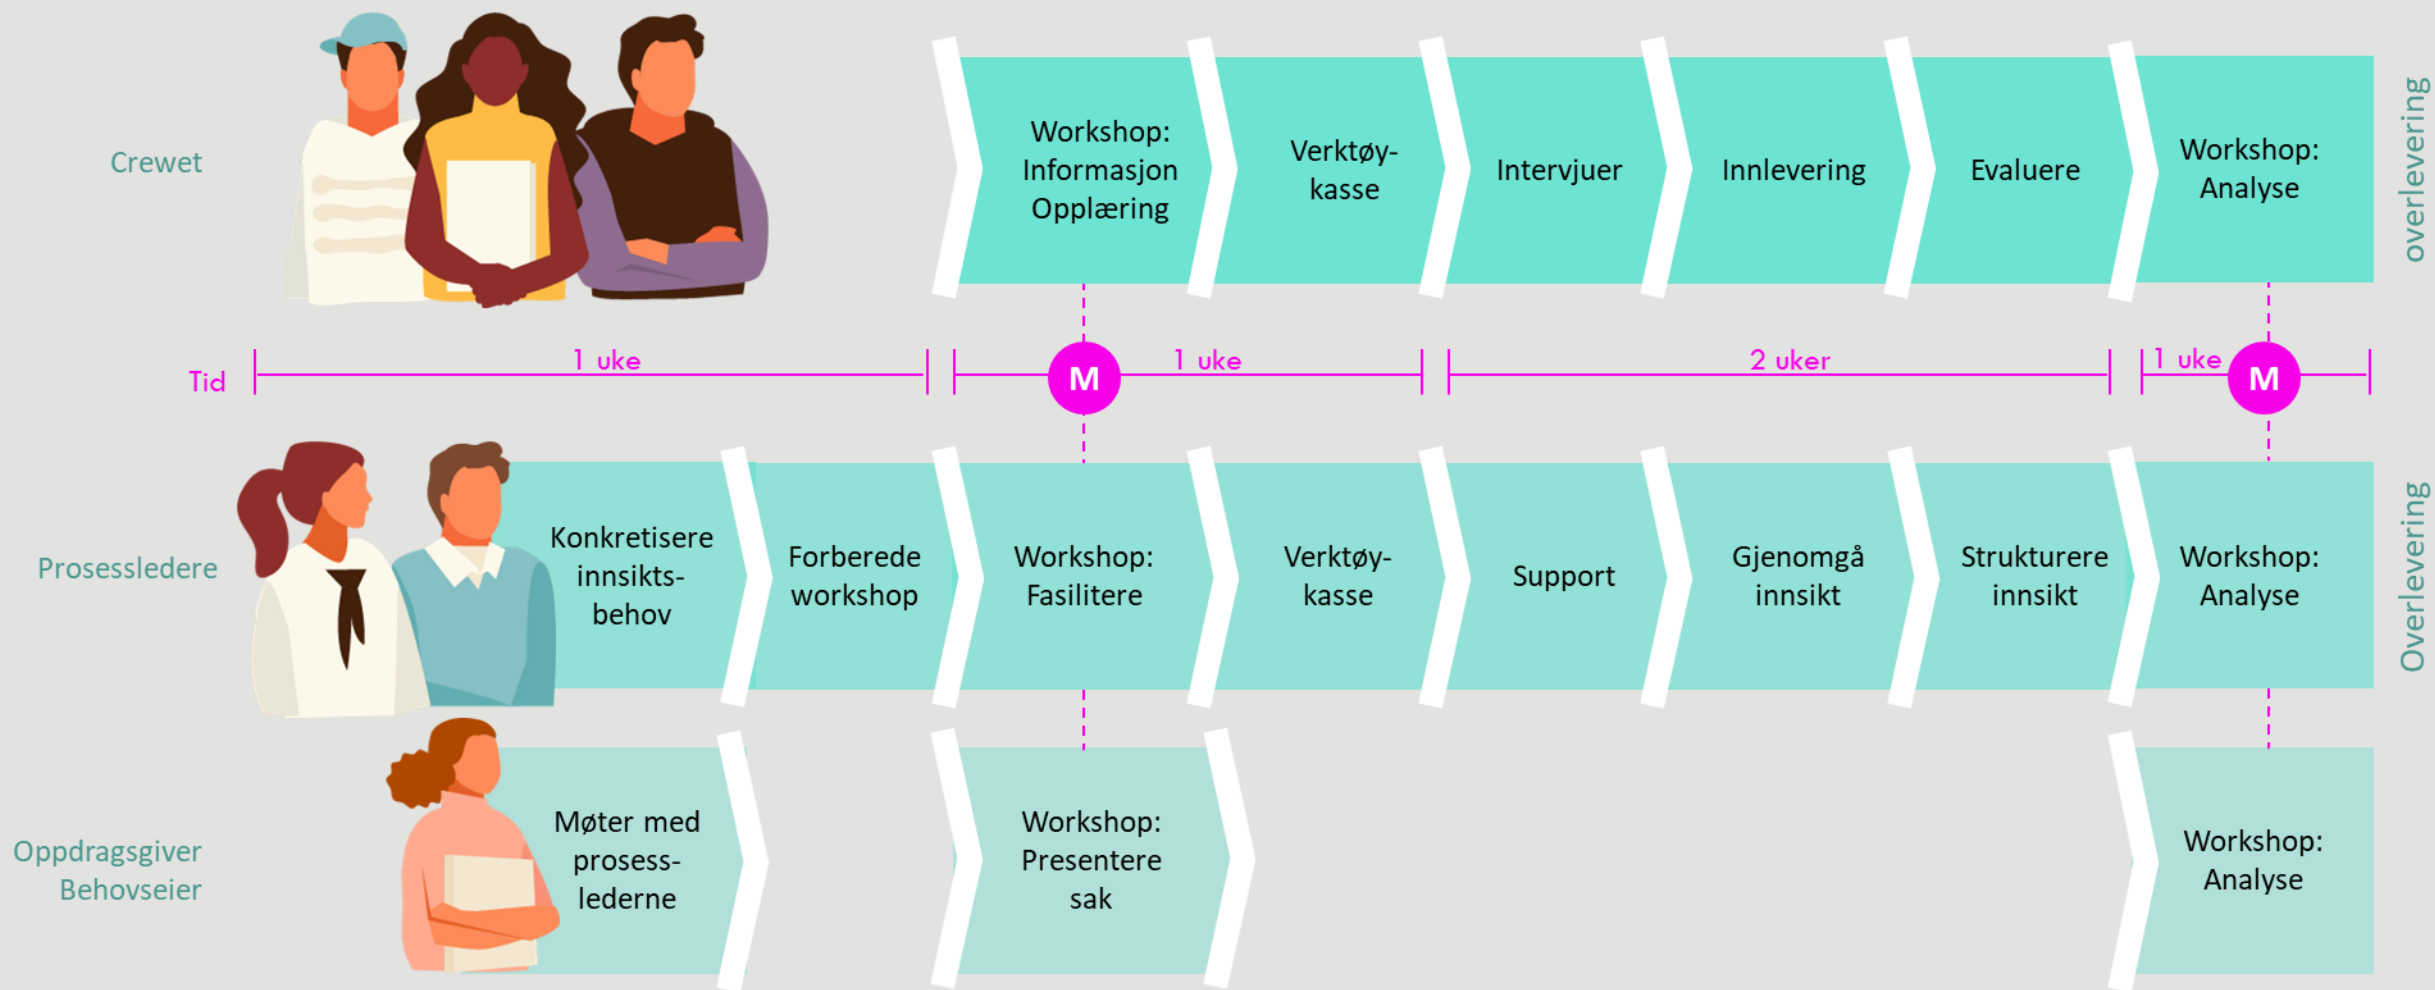 Crewet
Workshop:
Informasjon
Opplæring
Verktøy-
kasse
Intervjuer
Innlevering
Evaluere
Workshop:
Analyse
overlevering
Tid
1 uke
M
1 uke
2 uker
1 uke
M
Prosessledere
Konkretisere
innsikts-
behov
Forberede
workshop
Workshop:
Fasilitere
Verktøy-
kasse
Support
Gjenomgå
innsikt
Strukturere
innsikt
Workshop:
Analyse
Overlevering
Oppdragsgiver
Behovseier
Møter med
prosess-
lederne
Workshop:
Presentere
sak
Workshop:
Analyse